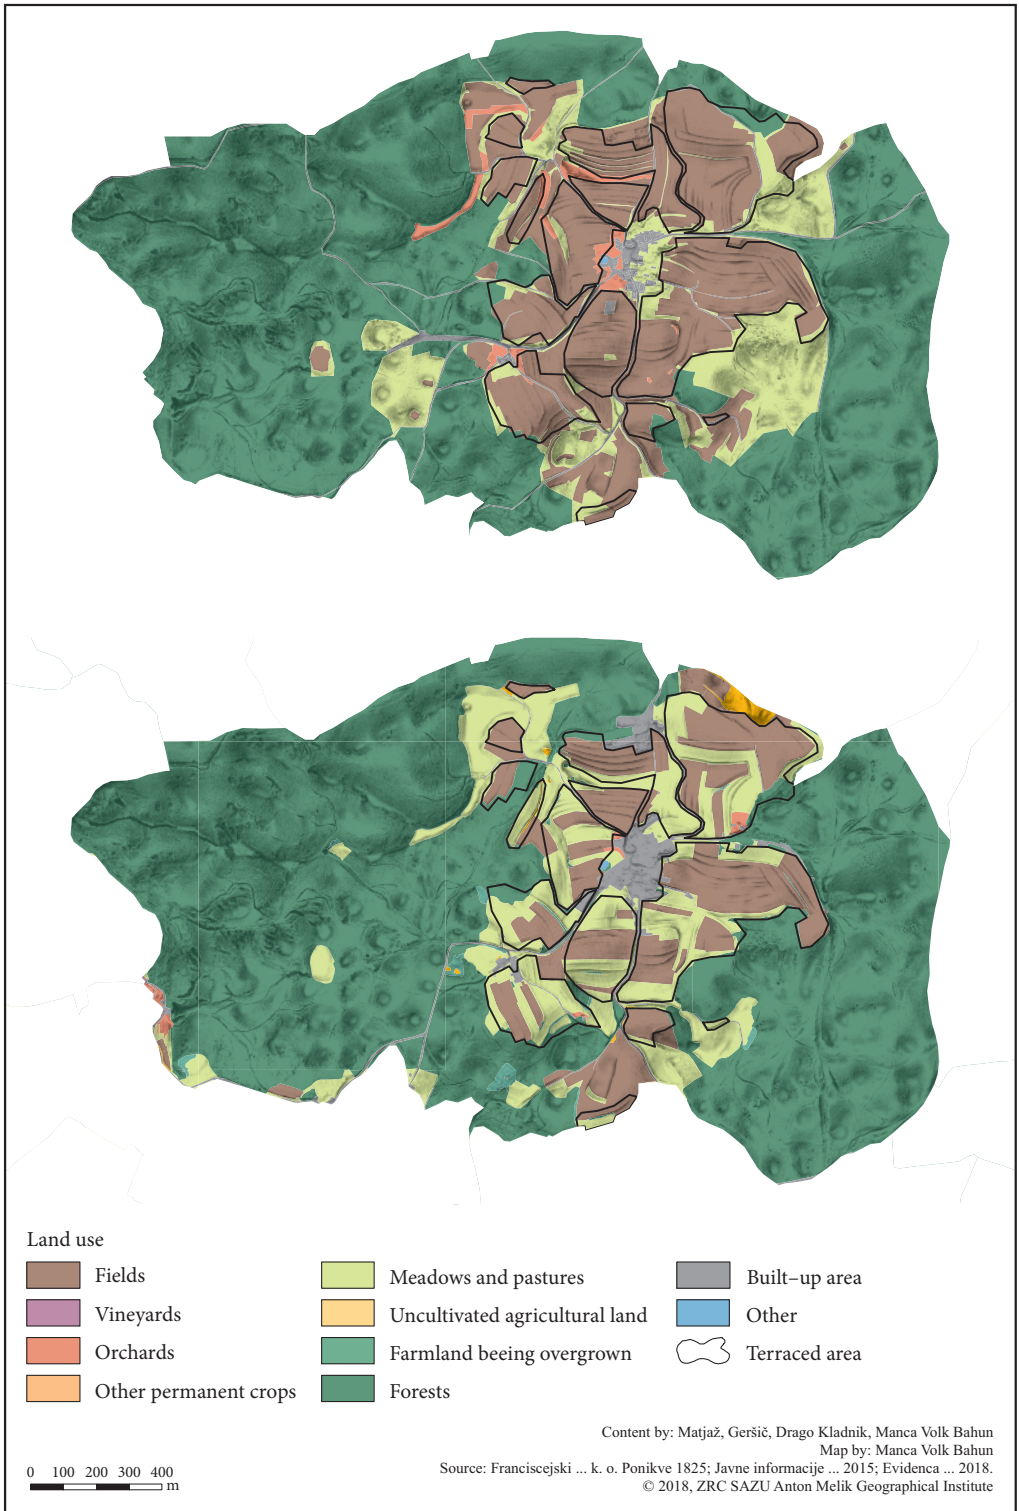 Land use
Fields
Vineyards
Orchards
Other permanent crops
Meadows and pastures
Uncultivated agricultural land
Farmland beeing overgrown
Forests
Built–up area
Other
Terraced area
Content by: Matjaž, Geršič, Drago Kladnik, Manca Volk Bahun
Map by: Manca Volk Bahun
Source: Franciscejski ... k. o. Ponikve 1825; Javne informacije ... 2015; Evidenca ... 2018.
© 2018, ZRC SAZU Anton Melik Geographical Institute
0 100 200 300 400
m